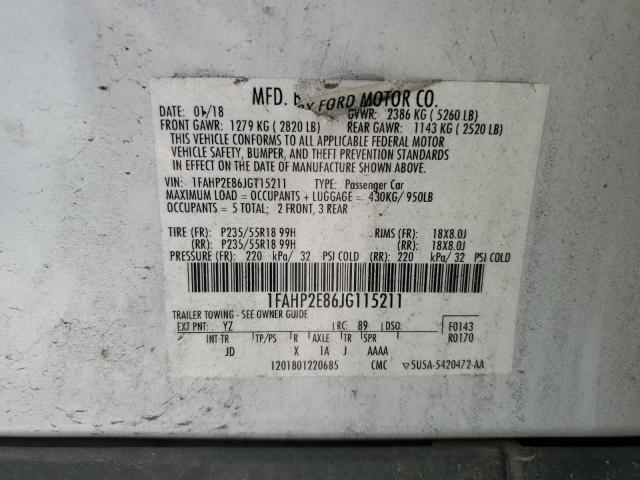 MFD. BY FORD MOTOR CO.
DATE: 01/18 GVWR: 2386 KG ( 5260 LB)
FRONT GAWR: 1279 KG ( 2820 LB) REAR GAWR: 1143 KG ( 2520 LB)
THIS VEHICLE CONFORMS TO ALL APPLICABLE FEDERAL MOTOR
VEHICLE SAFETY, BUMPER, AND THEFT PREVENTION STANDARDS
IN EFFECT ON THE DATE OF MANUFACTURE SHOWN ABOVE.
VIN: 1FAHP2E86JG115211 TYPE: Passenger Car
MAXIMUM LOAD = OCCUPANTS + LUGGAGE = 430KG/ 950LB
OCCUPANTS = 5 TOTAL; 2 FRONT, 3 REAR
TIRE (FR): P235/55R18 99H RIMS (FR): 18X8.0J
(RR): P235/55R18 99H (RR): 18X8.0J
PRESSURE (FR): 220 kPa/ 32 PSI COLD (RR): 220 kPa/ 32 PSI COLD
1FAHP2E86JG115211
TRAILER TOWING - SEE OWNER GUIDE
EXT PNT: YZ RC: 89 DSO: F0143
INT TR TP/PS R AXLE TR SPR R0170
JD X 1A J AAAA
1201801220685 CMC ▽5U5A-5420472-AA